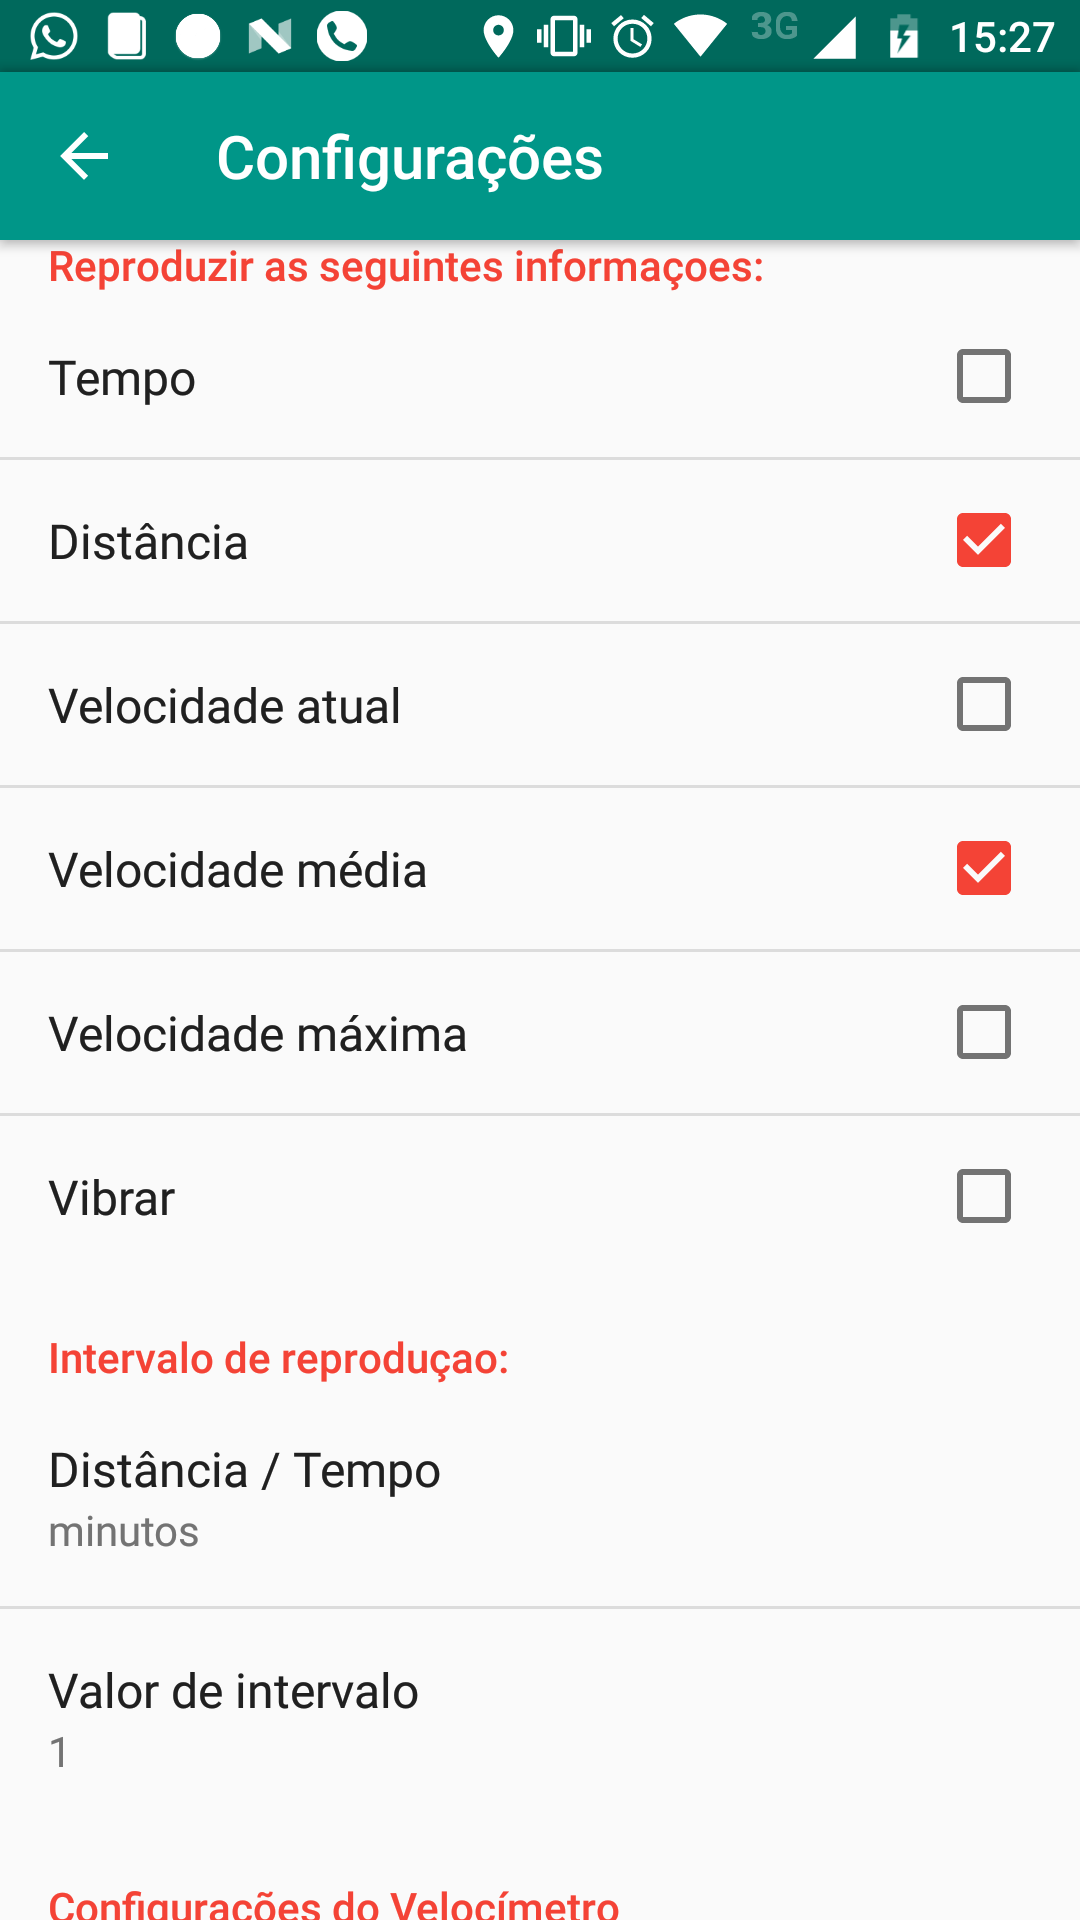 3G 15:27
Configurações
Reproduzir as seguintes informaçoes:
Tempo
Distância
Velocidade atual
Velocidade média
Velocidade máxima
Vibrar
Intervalo de reproduçao:
Distância / Tempo
minutos
Valor de intervalo
1
Configurações do Velocímetro